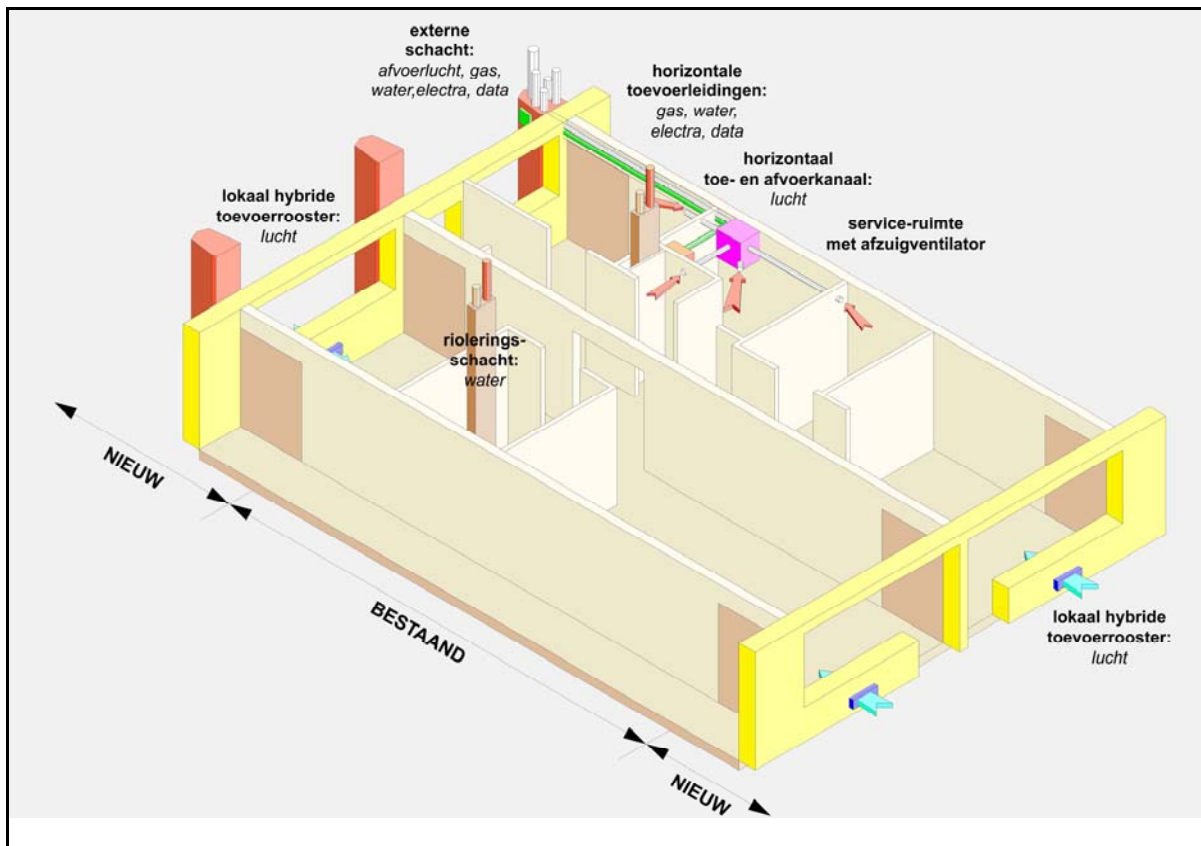 externe
schacht:
afvoerlucht, gas,
water,electra, data
horizontale
toevoerleidingen:
gas, water,
electra, data
horizontaal
toe- en afvoerkanaal:
lucht
lokaal hybride
toevoerrooster:
lucht
service-ruimte
met afzuigventilator
riolerings-
schacht:
water
NIEUW
BESTAAND
NIEUW
lokaal hybride
toevoerrooster:
lucht